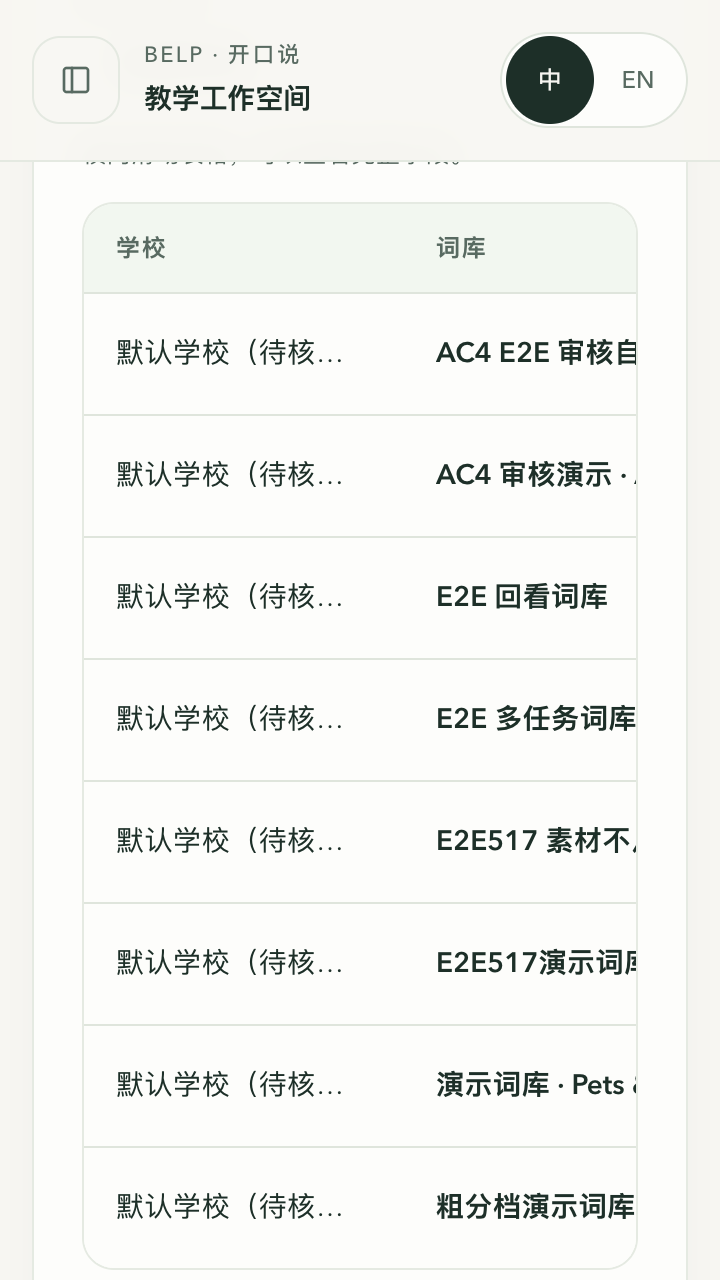 BELP · 开口说
教学工作空间
中 EN
学校 词库
默认学校（待核... AC4 E2E 审核自
默认学校（待核... AC4 审核演示 ·
默认学校（待核... E2E 回看词库
默认学校（待核... E2E 多任务词库
默认学校（待核... E2E517 素材不
默认学校（待核... E2E517演示词库
默认学校（待核... 演示词库 · Pets
默认学校（待核... 粗分档演示词库